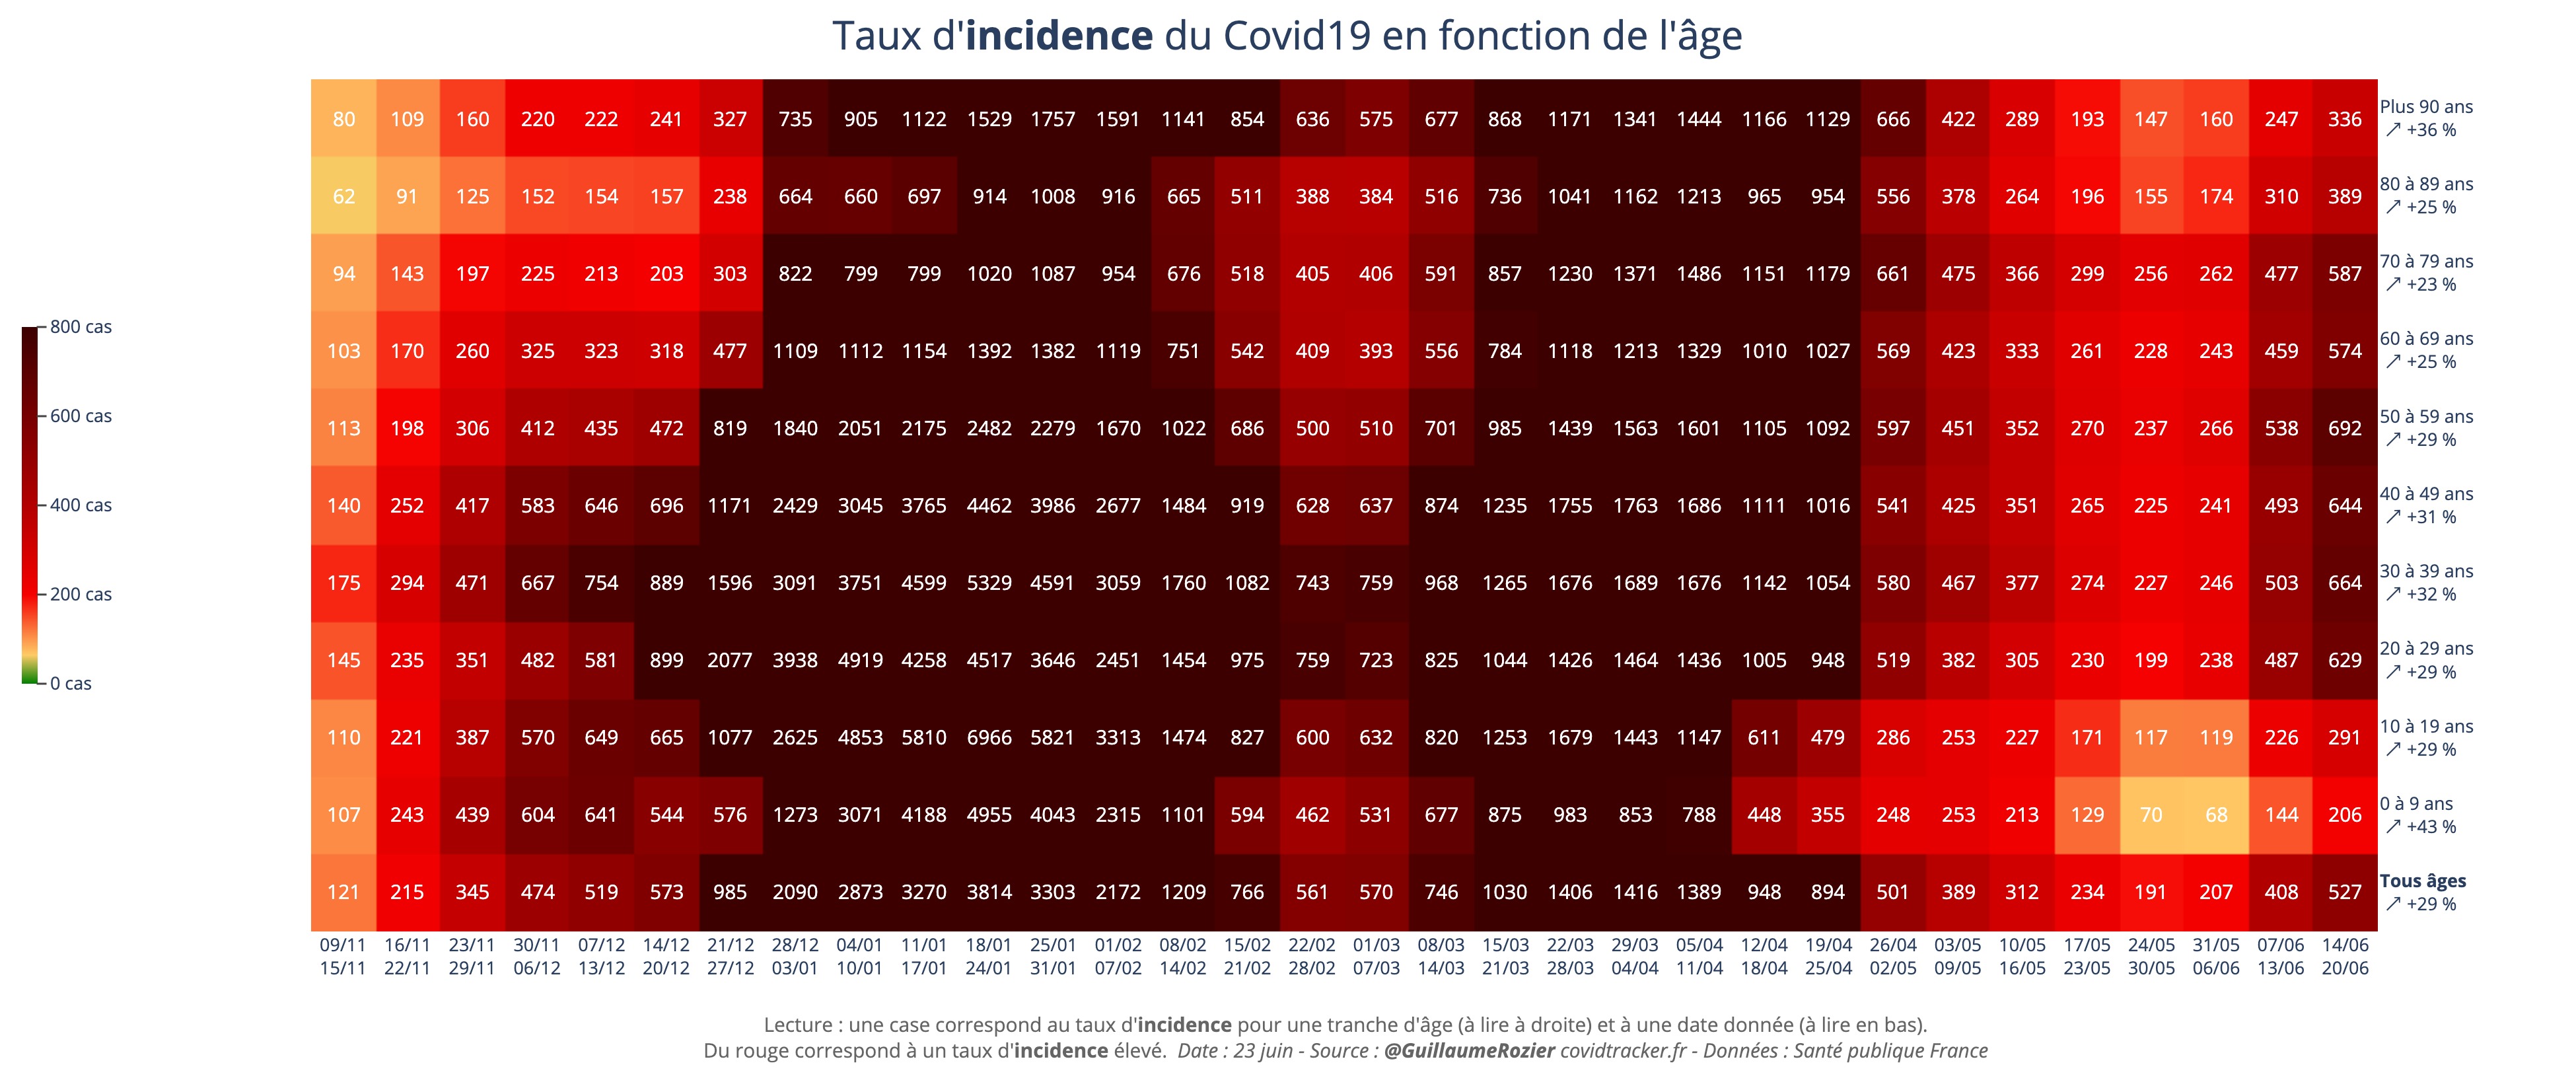 Taux d'incidence du Covid19 en fonction de l'âge
80 109 160 220 222 241 327 735 905 1122 1529 1757 1591 1141 854 636 575 677 868 1171 1341 1444 1166 1129 666 422 289 193 147 160 247 336 Plus 90 ans
↗ +36 %
62 91 125 152 154 157 238 664 660 697 914 1008 916 665 511 388 384 516 736 1041 1162 1213 965 954 556 378 264 196 155 174 310 389 80 à 89 ans
↗ +25 %
94 143 197 225 213 203 303 822 799 799 1020 1087 954 676 518 405 406 591 857 1230 1371 1486 1151 1179 661 475 366 299 256 262 477 587 70 à 79 ans
↗ +23 %
103 170 260 325 323 318 477 1109 1112 1154 1392 1382 1119 751 542 409 393 556 784 1118 1213 1329 1010 1027 569 423 333 261 228 243 459 574 60 à 69 ans
↗ +25 %
113 198 306 412 435 472 819 1840 2051 2175 2482 2279 1670 1022 686 500 510 701 985 1439 1563 1601 1105 1092 597 451 352 270 237 266 538 692 50 à 59 ans
↗ +29 %
140 252 417 583 646 696 1171 2429 3045 3765 4462 3986 2677 1484 919 628 637 874 1235 1755 1763 1686 1111 1016 541 425 351 265 225 241 493 644 40 à 49 ans
↗ +31 %
175 294 471 667 754 889 1596 3091 3751 4599 5329 4591 3059 1760 1082 743 759 968 1265 1676 1689 1676 1142 1054 580 467 377 274 227 246 503 664 30 à 39 ans
↗ +32 %
145 235 351 482 581 899 2077 3938 4919 4258 4517 3646 2451 1454 975 759 723 825 1044 1426 1464 1436 1005 948 519 382 305 230 199 238 487 629 20 à 29 ans
↗ +29 %
110 221 387 570 649 665 1077 2625 4853 5810 6966 5821 3313 1474 827 600 632 820 1253 1679 1443 1147 611 479 286 253 227 171 117 119 226 291 10 à 19 ans
↗ +29 %
107 243 439 604 641 544 576 1273 3071 4188 4955 4043 2315 1101 594 462 531 677 875 983 853 788 448 355 248 253 213 129 70 68 144 206 0 à 9 ans
↗ +43 %
121 215 345 474 519 573 985 2090 2873 3270 3814 3303 2172 1209 766 561 570 746 1030 1406 1416 1389 948 894 501 389 312 234 191 207 408 527 Tous âges
↗ +29 %
800 cas
600 cas
400 cas
200 cas
0 cas
09/11 16/11 23/11 30/11 07/12 14/12 21/12 28/12 04/01 11/01 18/01 25/01 01/02 08/02 15/02 22/02 01/03 08/03 15/03 22/03 29/03 05/04 12/04 19/04 26/04 03/05 10/05 17/05 24/05 31/05 07/06 14/06
15/11 22/11 29/11 06/12 13/12 20/12 27/12 03/01 10/01 17/01 24/01 31/01 07/02 14/02 21/02 28/02 07/03 14/03 21/03 28/03 04/04 11/04 18/04 25/04 02/05 09/05 16/05 23/05 30/05 06/06 13/06 20/06
Lecture : une case correspond au taux d'incidence pour une tranche d'âge (à lire à droite) et à une date donnée (à lire en bas).
Du rouge correspond à un taux d'incidence élevé. Date : 23 juin - Source : @GuillaumeRozier covidtracker.fr - Données : Santé publique France